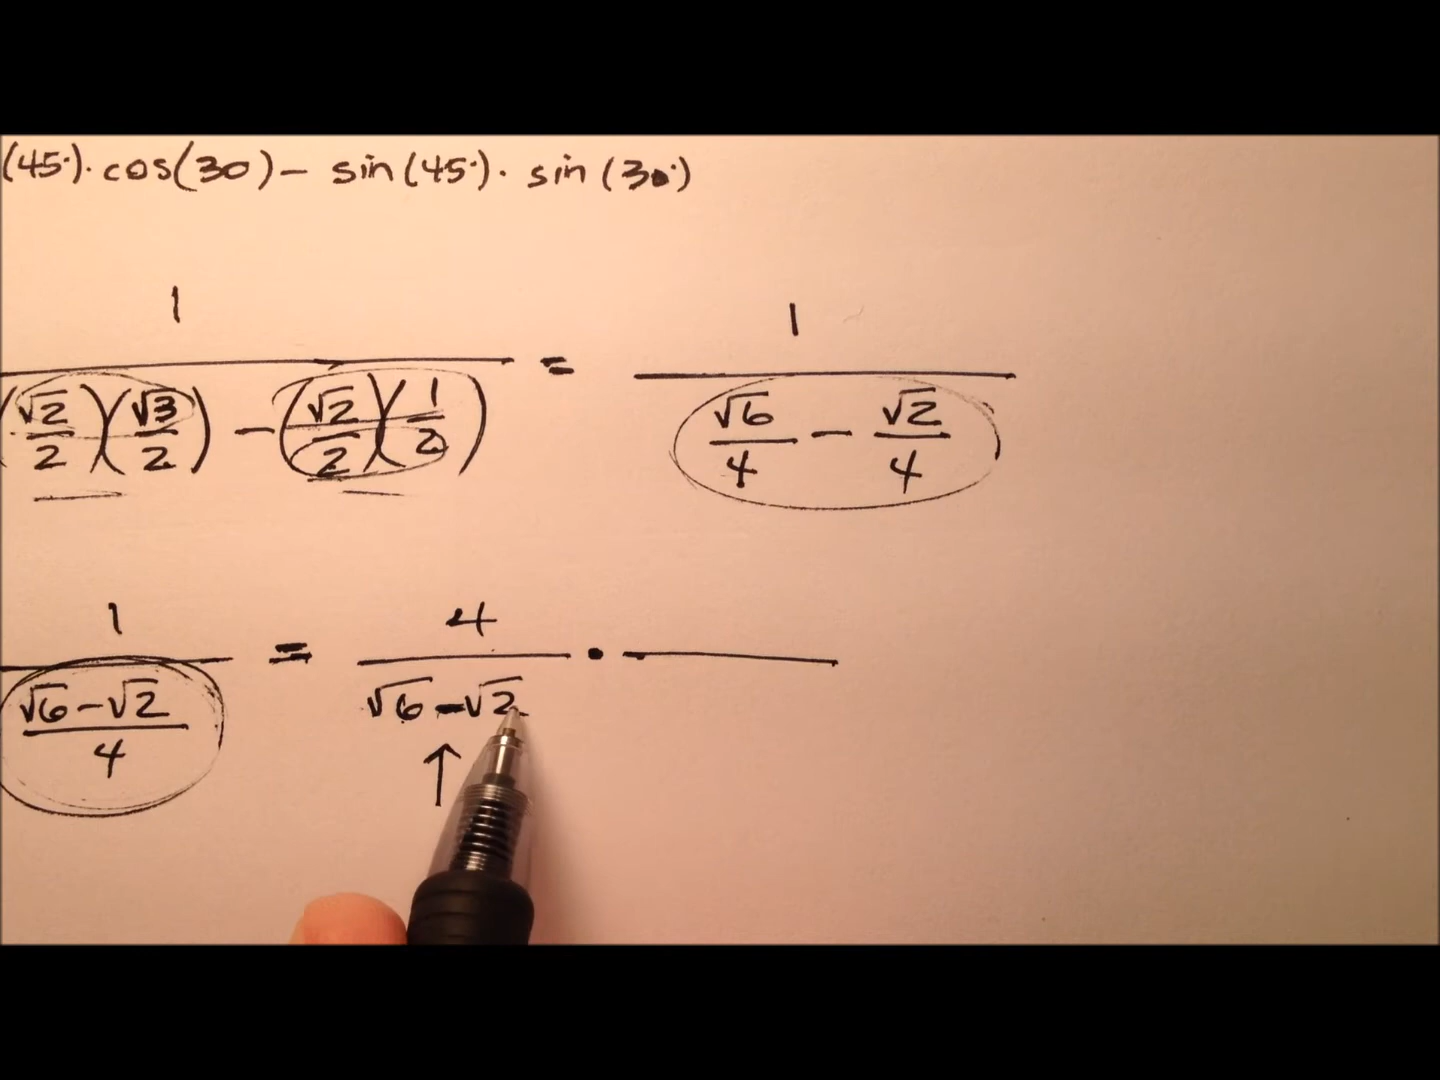 (45°)·cos(30)− sin(45°)· sin(30°)
1 = 1
(√2/2)(√3/2) − (√2/2)(1/2) √6/4 − √2/4
1 = 4 · 
√6−√2/4 √6−√2
↑